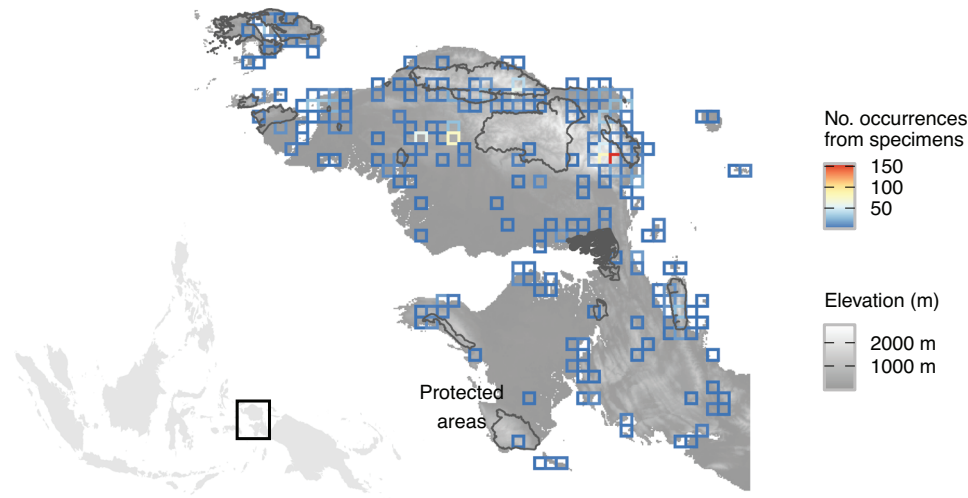 No. occurrences
from specimens
150
100
50
Elevation (m)
2000 m
1000 m
Protected
areas